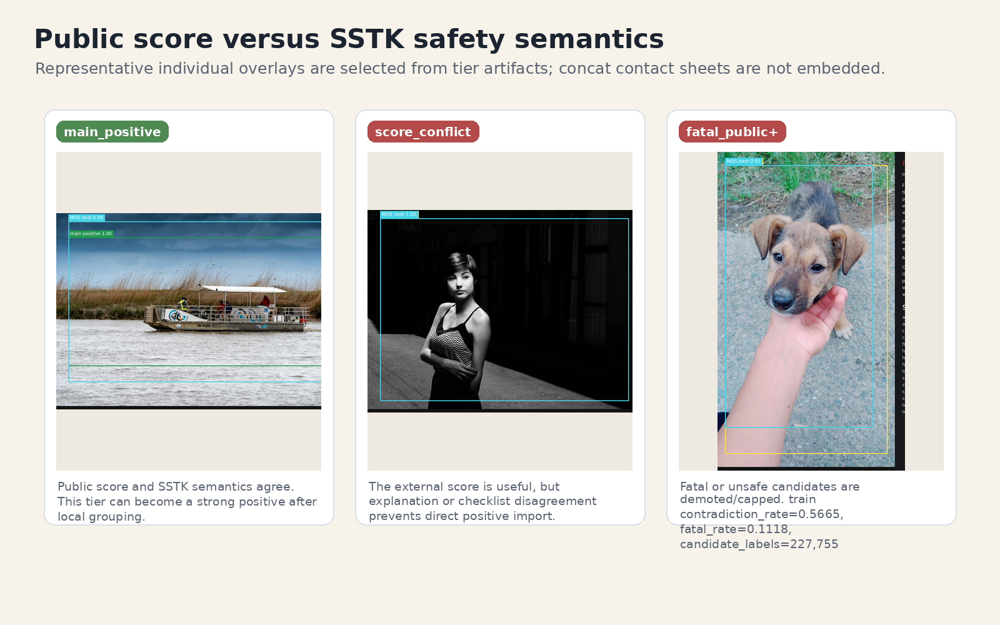 Public score versus SSTK safety semantics
Representative individual overlays are selected from tier artifacts; concat contact sheets are not embedded.
main_positive
MOS best 0.98
main positive 1.00
Public score and SSTK semantics agree.
This tier can become a strong positive after
local grouping.
score_conflict
MOS best 1.00
The external score is useful, but
explanation or checklist disagreement
prevents direct positive import.
fatal_public+
MOS best 0.93
Fatal or unsafe candidates are
demoted/capped. train
contradiction_rate=0.5665,
fatal_rate=0.1118,
candidate_labels=227,755